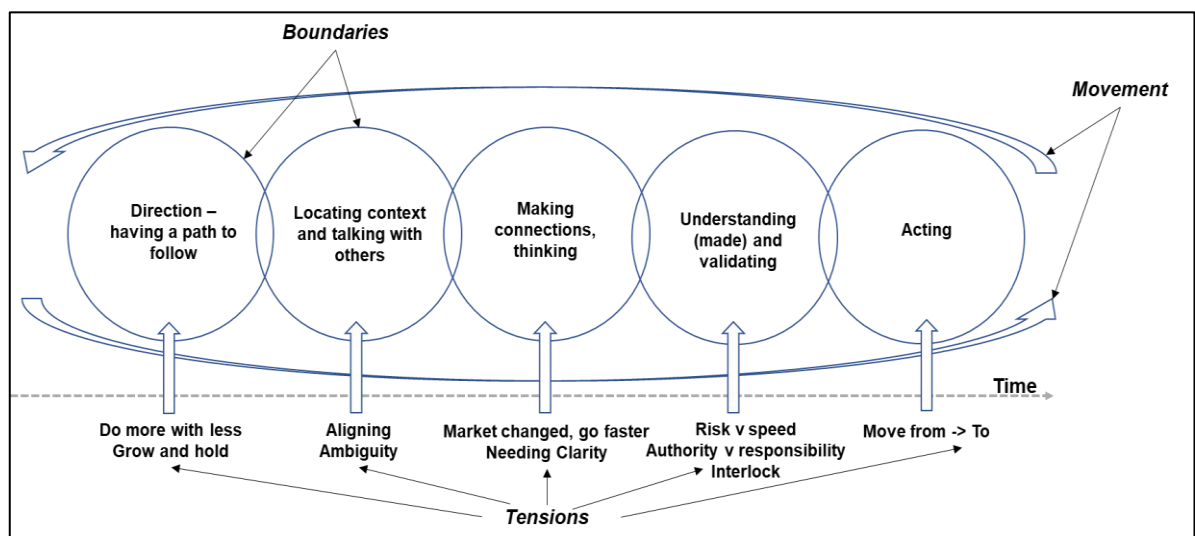 Boundaries
Movement
Direction –
having a path to
follow
Locating context
and talking with
others
Making
connections,
thinking
Understanding
(made) and
validating
Acting
Time
Do more with less
Grow and hold
Aligning
Ambiguity
Market changed, go faster
Needing Clarity
Risk v speed
Authority v responsibility
Interlock
Move from -> To
Tensions